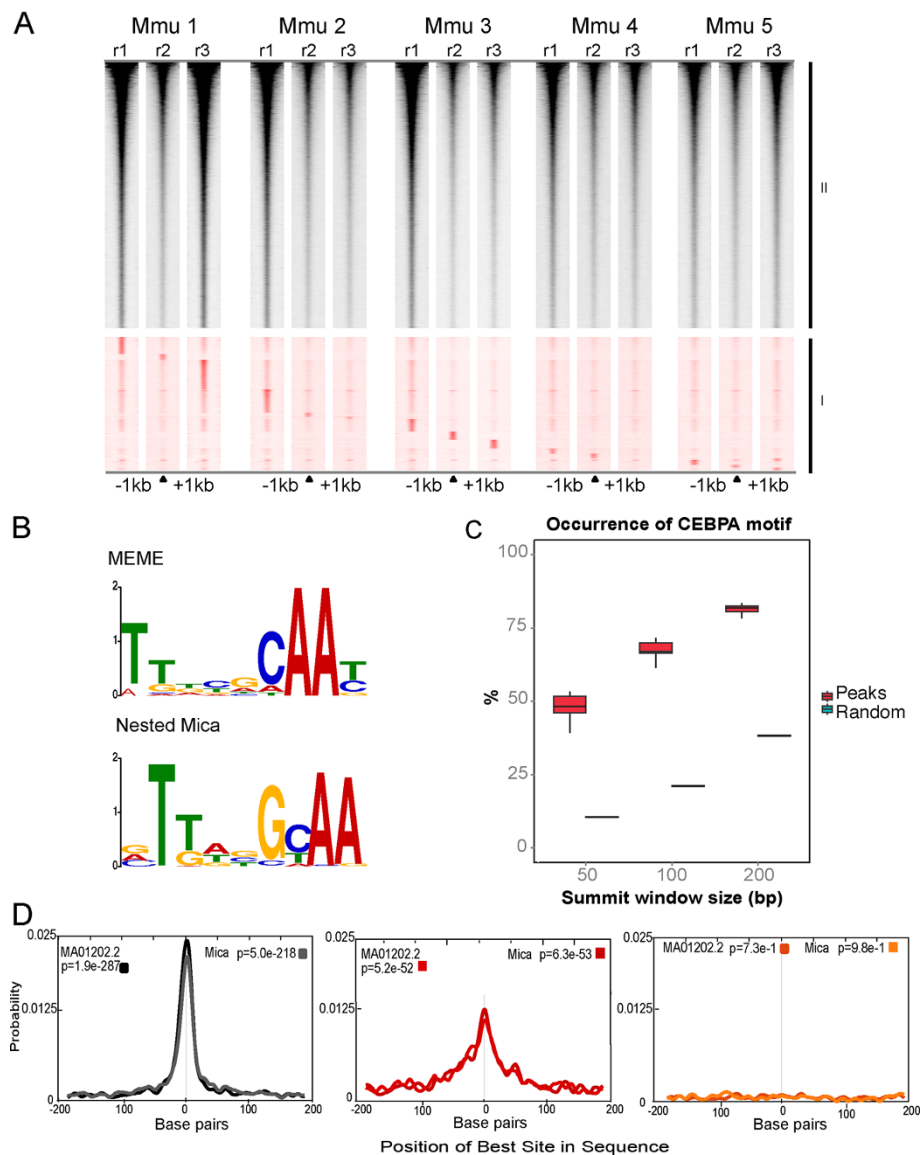 A
Mmu 1 Mmu 2 Mmu 3 Mmu 4 Mmu 5
r1 r2 r3 r1 r2 r3 r1 r2 r3 r1 r2 r3 r1 r2 r3
II
I
-1kb +1kb -1kb +1kb -1kb +1kb -1kb +1kb -1kb +1kb
B
MEME
2
1
0
Nested Mica
2
1
0
C
Occurrence of CEBPA motif
100
75
50
25
0
%
50 100 200
Summit window size (bp)
Peaks
Random
D
0.025
0.0125
0
Probability
MA01202.2
p=1.9e-287
Mica p=5.0e-218
-200 -100 0 100 200
Base pairs
0.025
0.0125
0
MA01202.2
p=5.2e-52
Mica p=6.3e-53
-200 100 0 100 200
Base pairs
0.025
0.0125
0
MA01202.2 p=7.3e-1
Mica p=9.8e-1
-200 -100 0 100 200
Base pairs
Position of Best Site in Sequence